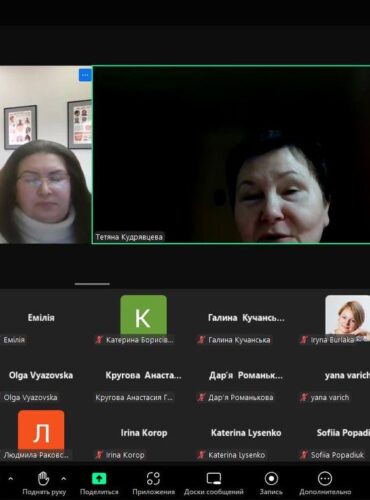 Тетяна Кудрявцева
Емілія
К
Галина Кучансь...
Емілія
Катерина Борисів...
Галина Кучанська
Iryna Burlaka
Olga Vyazovska
Кругова Анаста...
Дар'я Романьк...
yana varich
Olga Vyazovska
Кругова Анастасия Г...
Дар'я Романькова
yana varich
Л
Irina Korop
Katerina Lysenko
Sofiia Popadiu
Людмила Раковс...
Irina Korop
Katerina Lysenko
Sofiia Popadiuk
Поднять руку
Поделиться
Приложения
Доски сообщений
Запись
Дополнительно